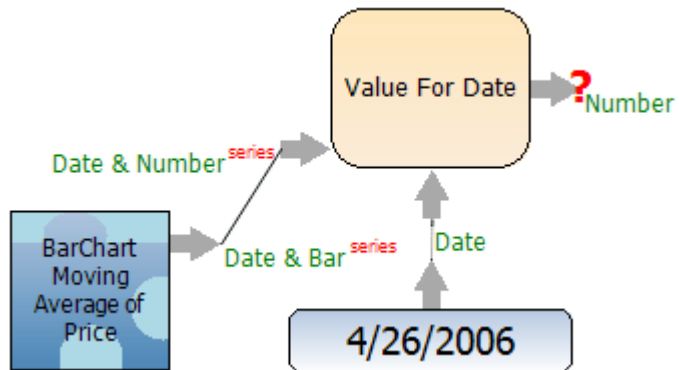 Value For Date
?
Number
Date & Number series
BarChart
Moving
Average of
Price
Date & Bar series
Date
4/26/2006